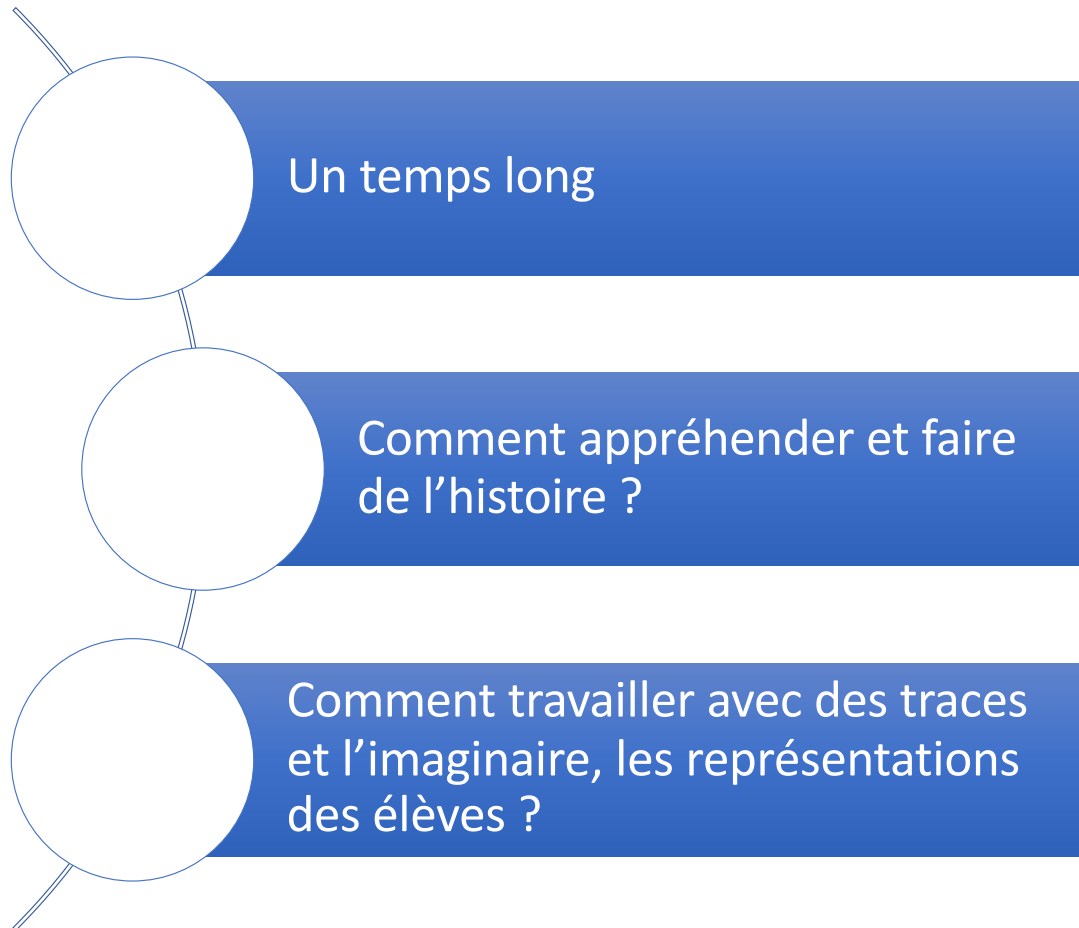 Un temps long
Comment appréhender et faire
de l’histoire ?
Comment travailler avec des traces
et l’imaginaire, les représentations
des élèves ?